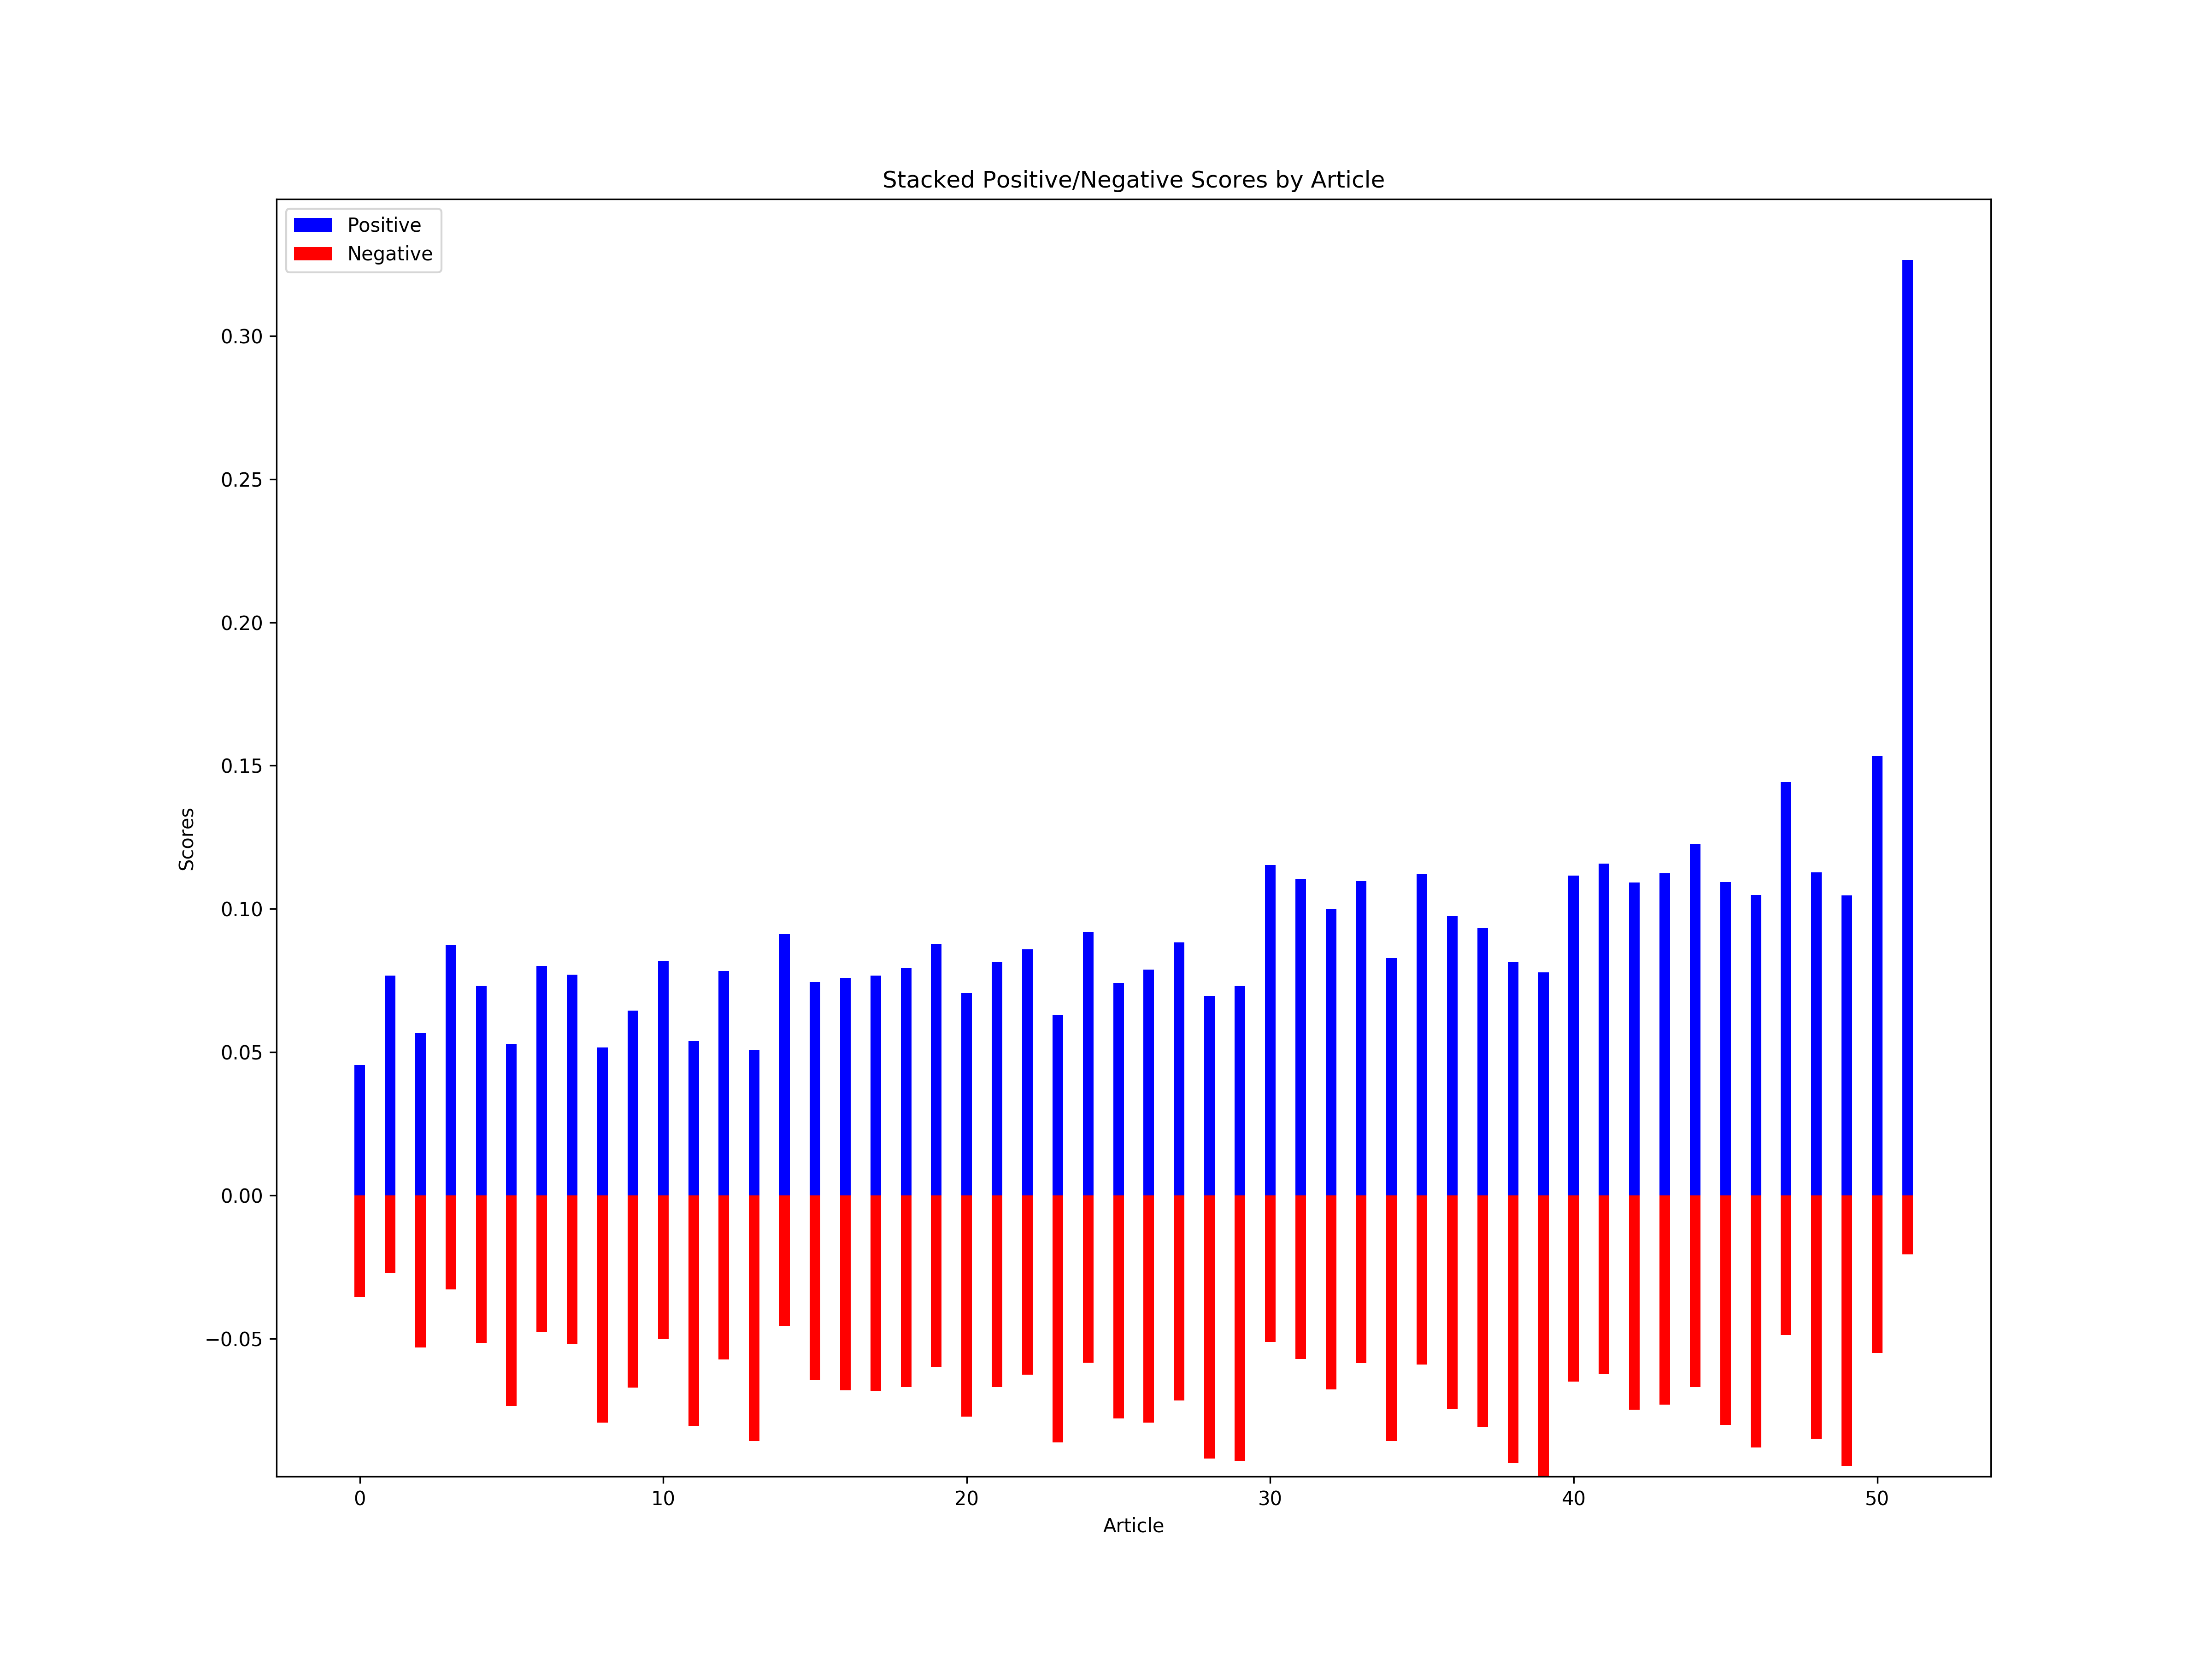 Stacked Positive/Negative Scores by Article
Positive
Negative
0.30
0.25
0.20
0.15
0.10
0.05
0.00
−0.05
Scores
0 10 20 30 40 50
Article